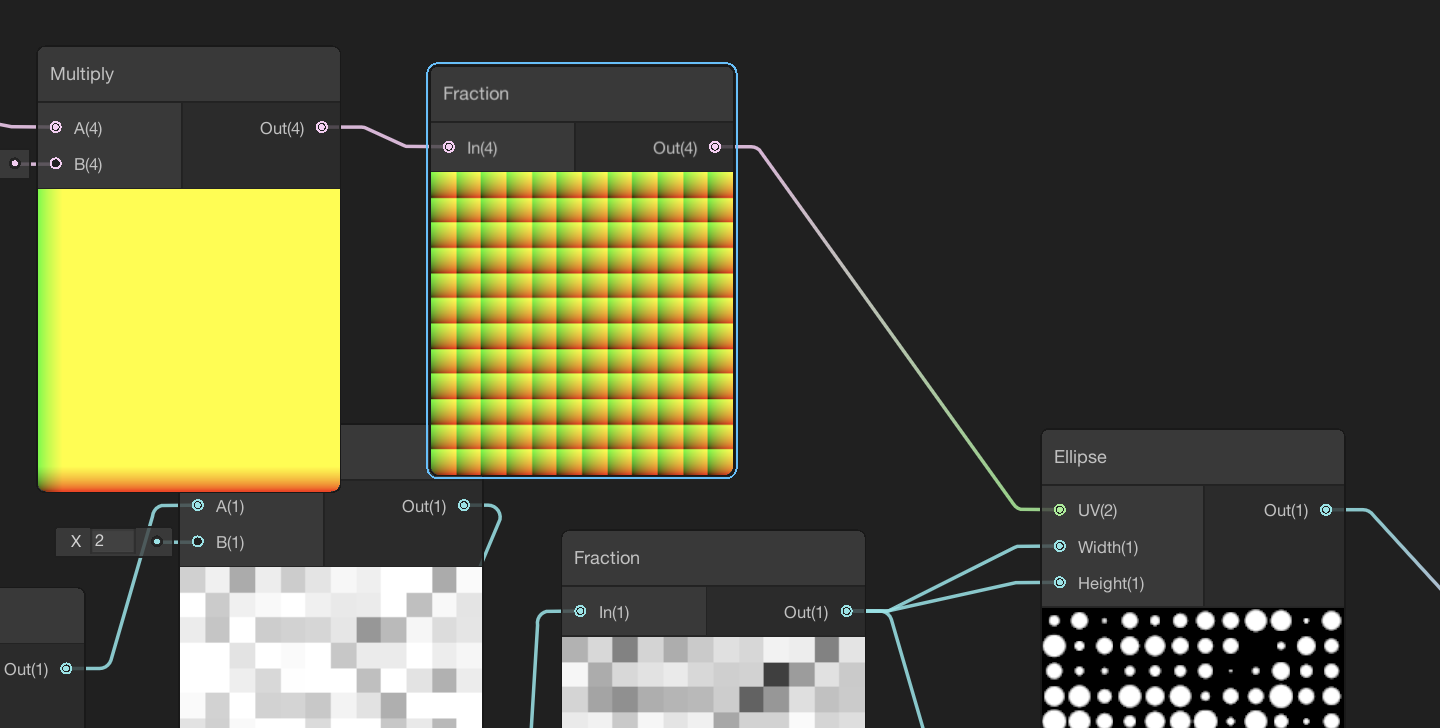 Multiply
A(4)
Out(4)
B(4)
Fraction
In(4)
Out(4)
A(1)
Out(1)
X 2
B(1)
Out(1)
Fraction
In(1)
Out(1)
Ellipse
UV(2)
Out(1)
Width(1)
Height(1)